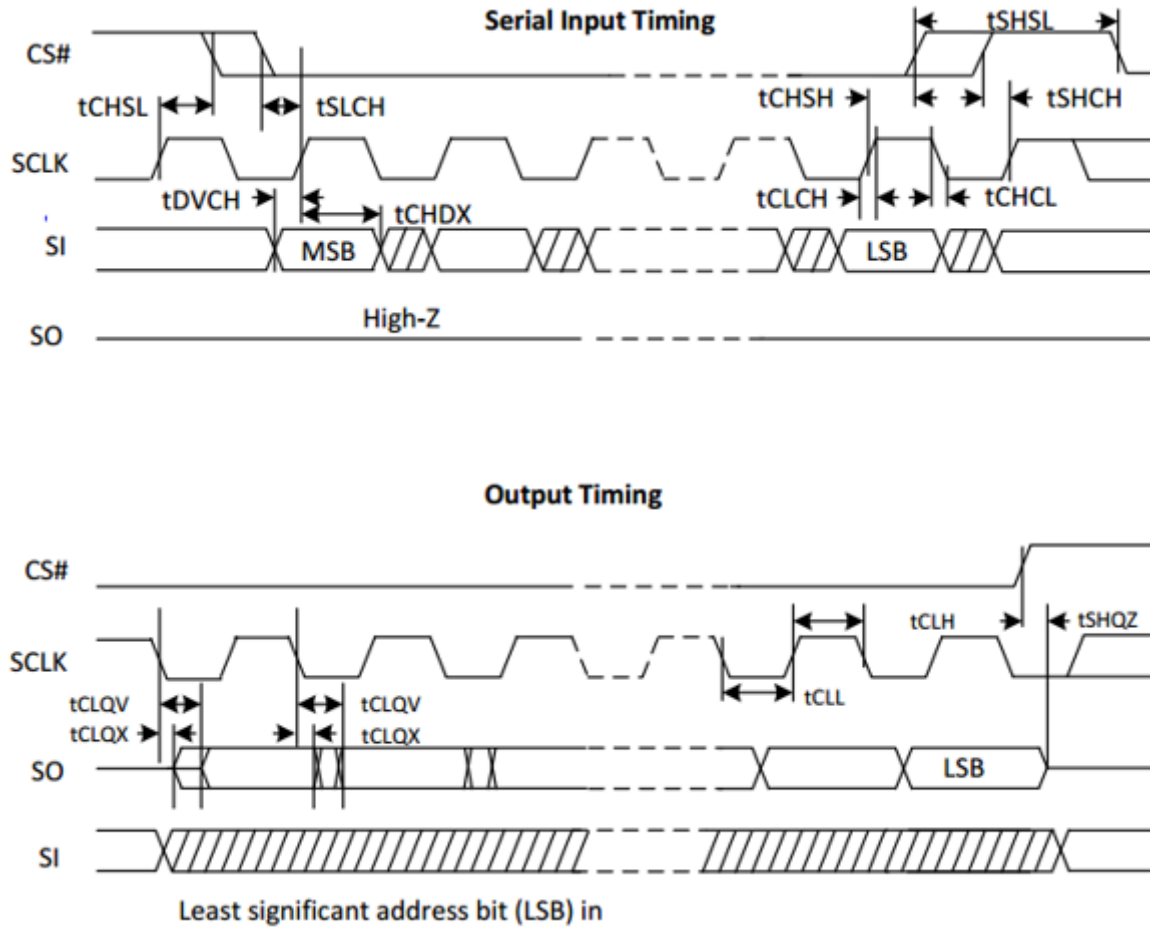 Serial Input Timing
tSHSL
CS#
tCHSL
tSLCH
tCHSH
tSHCH
SCLK
tDVCH
tCHDX
tCLCH
tCHCL
SI
MSB
LSB
High-Z
SO
Output Timing
CS#
tCLH
tSHQZ
SCLK
tCLQV
tCLQV
tCLL
tCLQX
tCLQX
SO
LSB
SI
Least significant address bit (LSB) in